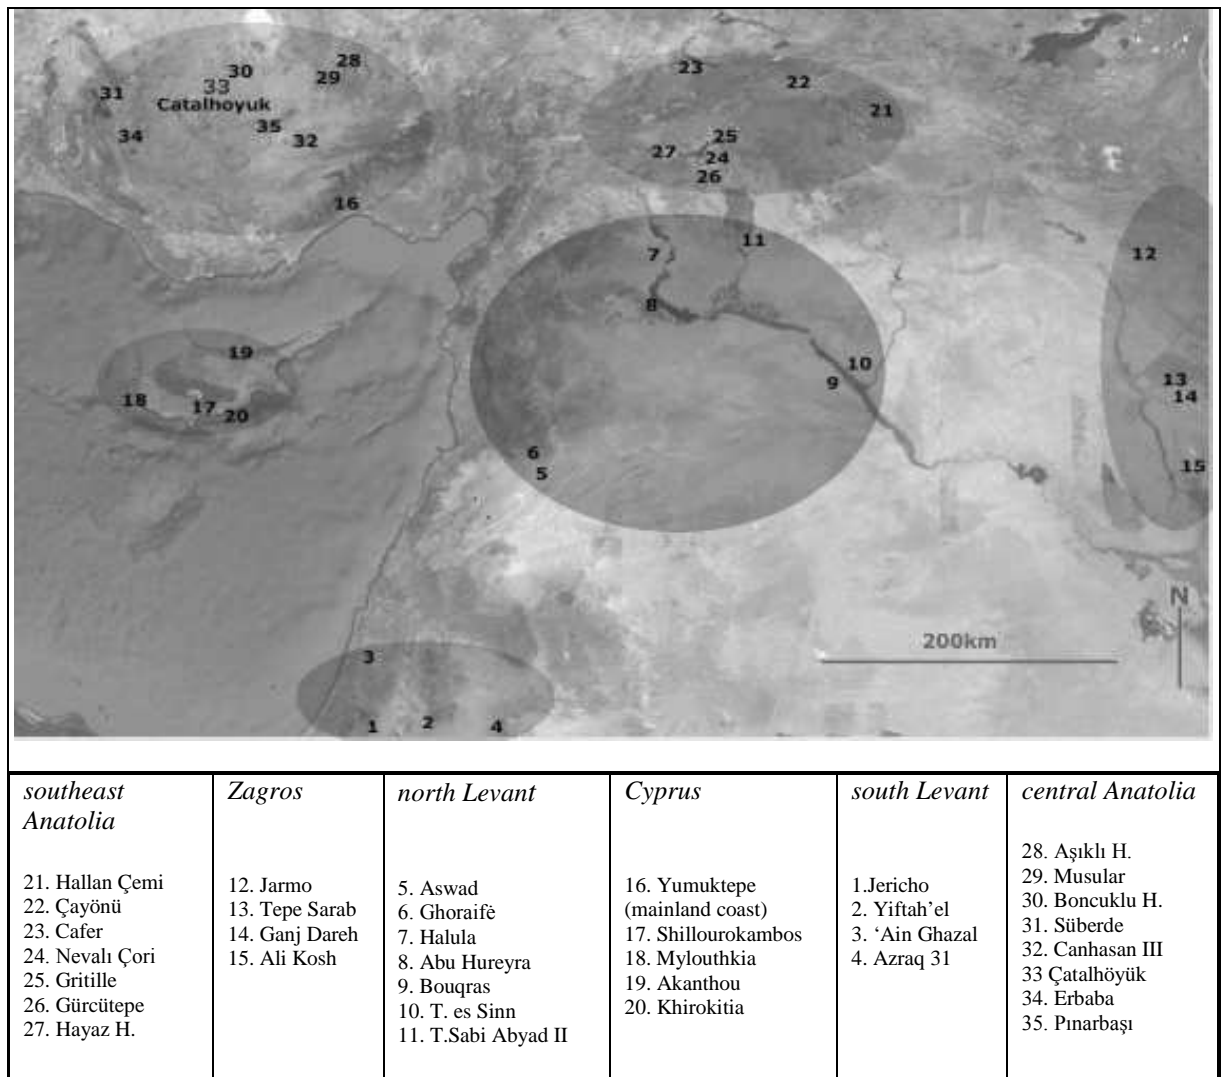 28
30
29
33
31
Catalhoyuk
35
34
32
16
23
22
21
25
27
24
26
11
7
8
10
9
6
5
12
13
14
15
19
18
17
20
N
200km
3
1
2
4
southeast
Anatolia
21. Hallan Çemi
22. Çayönü
23. Cafer
24. Nevalı Çori
25. Gritille
26. Gürcütepe
27. Hayaz H.
Zagros
12. Jarmo
13. Tepe Sarab
14. Ganj Dareh
15. Ali Kosh
north Levant
5. Aswad
6. Ghoraifė
7. Halula
8. Abu Hureyra
9. Bouqras
10. T. es Sinn
11. T.Sabi Abyad II
Cyprus
16. Yumuktepe
(mainland coast)
17. Shillourokambos
18. Mylouthkia
19. Akanthou
20. Khirokitia
south Levant
1.Jericho
2. Yiftah’el
3. ‘Ain Ghazal
4. Azraq 31
central Anatolia
28. Aşıklı H.
29. Musular
30. Boncuklu H.
31. Süberde
32. Canhasan III
33 Çatalhöyük
34. Erbaba
35. Pınarbaşı